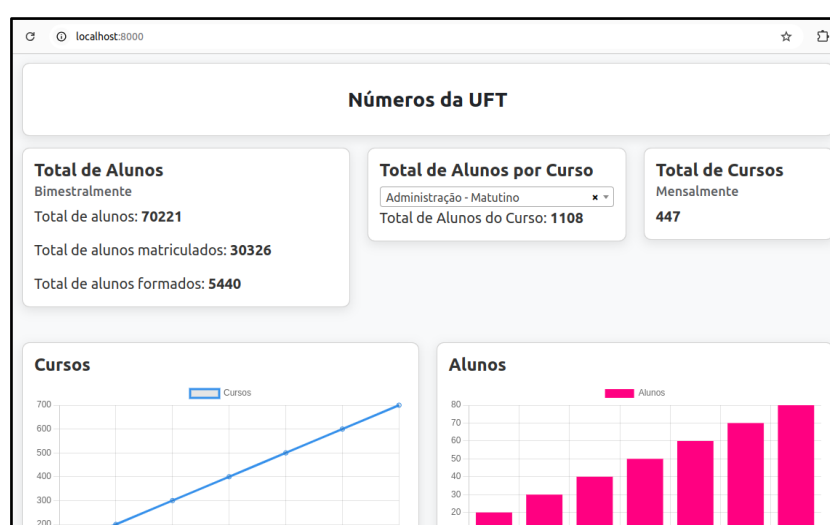 localhost:8000
Números da UFT
Total de Alunos
Bimestralmente
Total de alunos: 70221
Total de alunos matriculados: 30326
Total de alunos formados: 5440
Total de Alunos por Curso
Administração - Matutino
Total de Alunos do Curso: 1108
Total de Cursos
Mensalmente
447
Cursos
Cursos
700
600
500
400
300
200
Alunos
Alunos
80
70
60
50
40
30
20